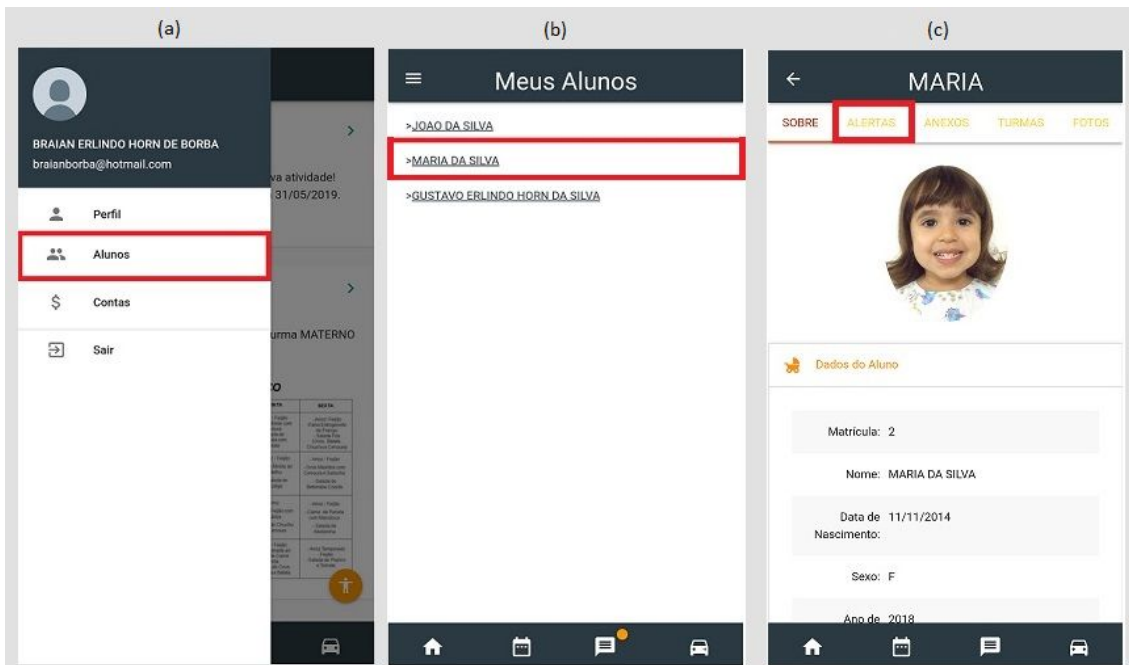 (a)
BRAIAN ERLINDO HORN DE BORBA
braianborba@hotmail.com
Perfil
Alunos
Contas
Sair
va atividade!
31/05/2019.
urma MATERNO
(b)
Meus Alunos
>JOAO DA SILVA
>MARIA DA SILVA
>GUSTAVO ERLINDO HORN DA SILVA
(c)
MARIA
SOBRE ALERTAS ANEXOS TURMAS FOTOS
Dados do Aluno
Matrícula: 2
Nome: MARIA DA SILVA
Data de 11/11/2014
Nascimento:
Sexo: F
Ano de 2018